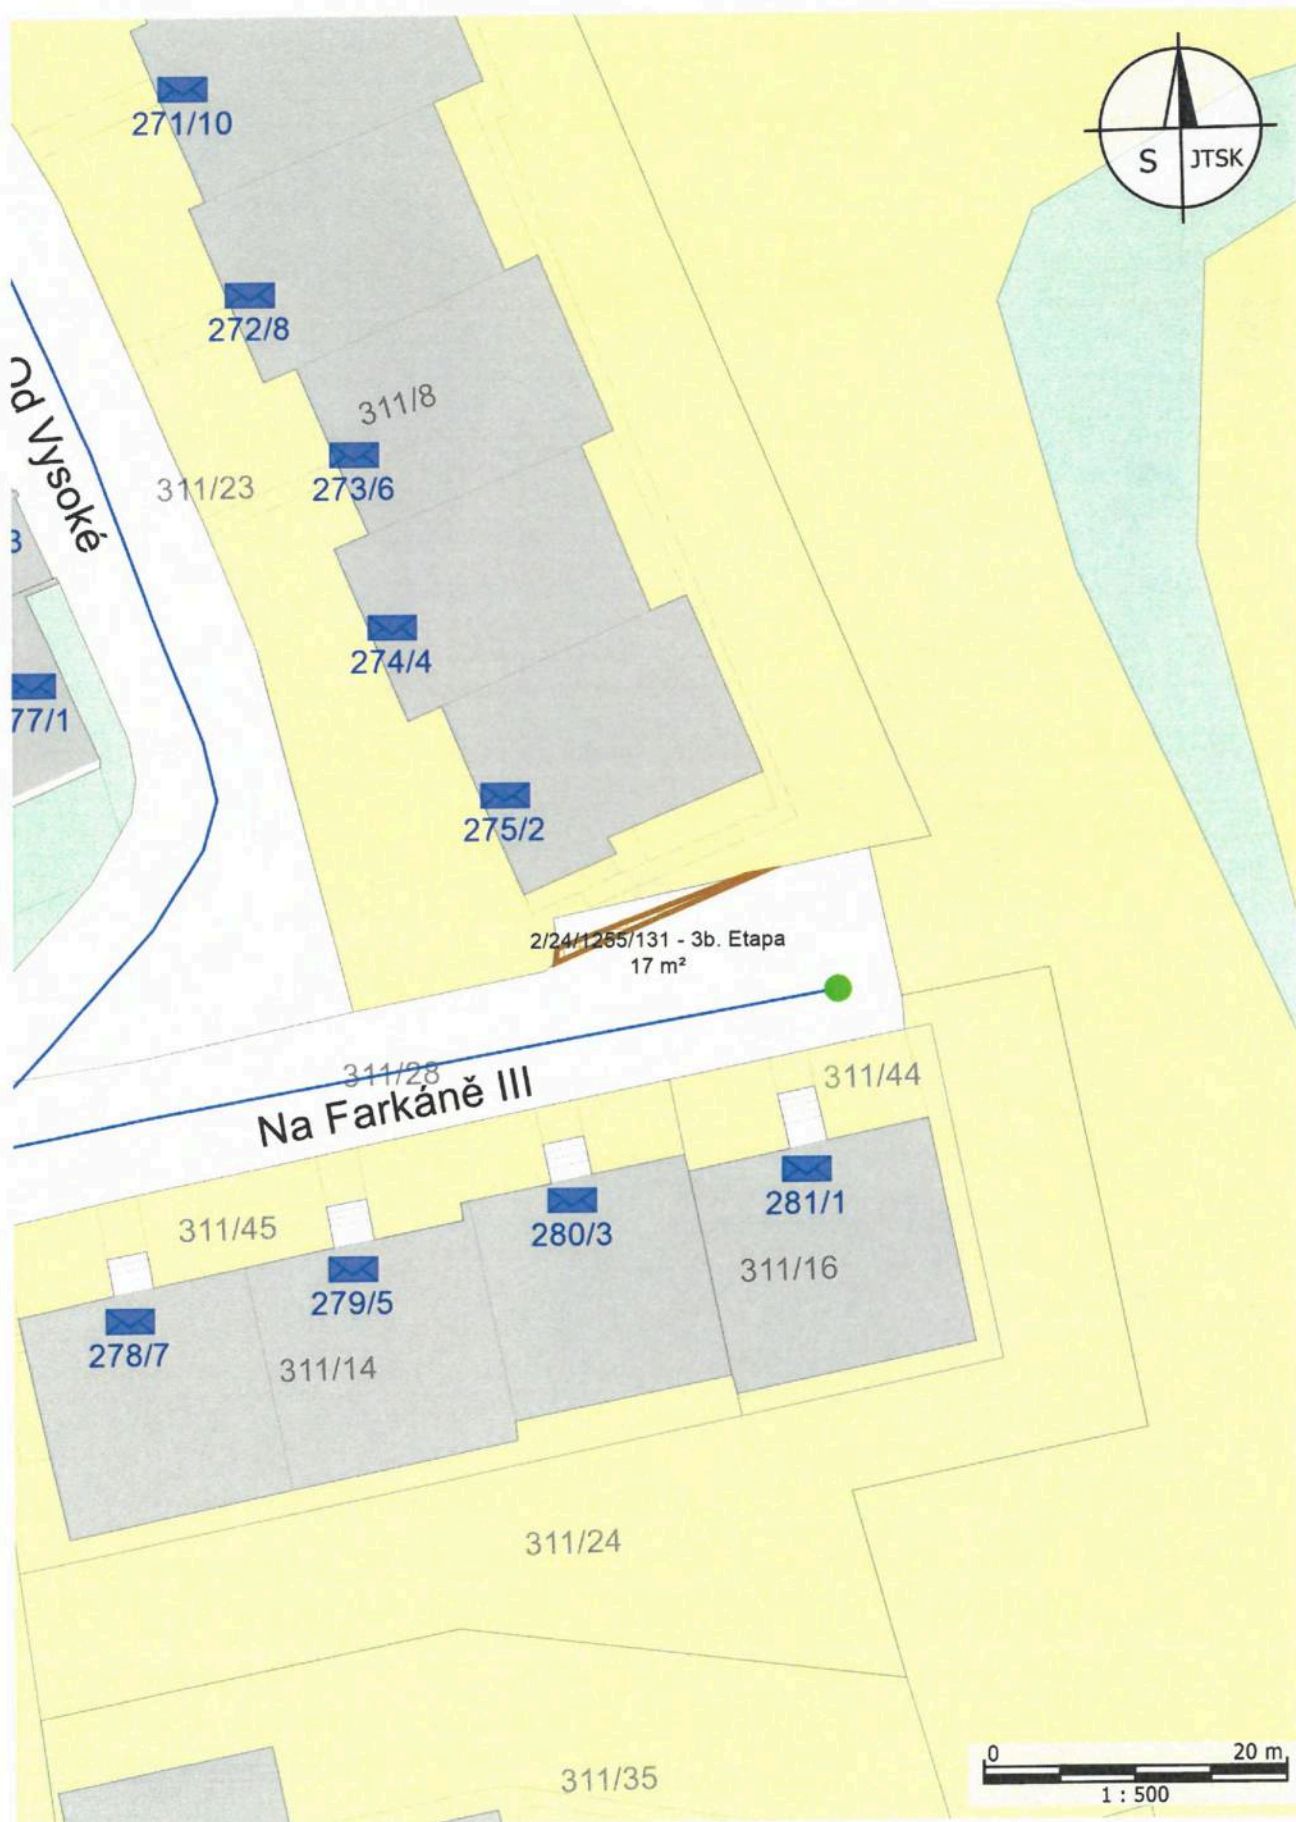 271/10
S JTSK
272/8
Od Vysoké
311/8
311/23
273/6
3
274/4
77/1
275/2
2/24/1255/131 - 3b. Etapa
17 m²
311/28
Na Farkáně III
311/44
311/45
281/1
280/3
311/16
279/5
278/7
311/14
311/24
311/35
0 20 m
1 : 500